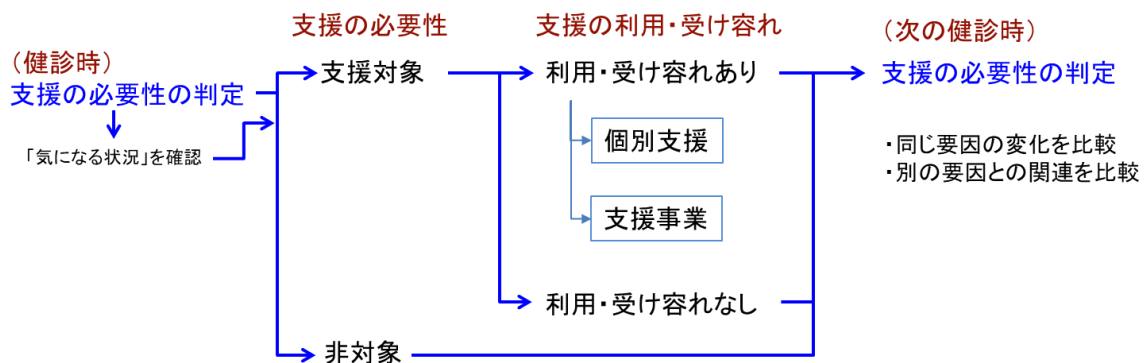 支援の必要性
支援の利用・受け容れ
（次の健診時）
（健診時）
支援の必要性の判定
支援対象
利用・受け容れあり
支援の必要性の判定
「気になる状況」を確認
個別支援
・同じ要因の変化を比較
・別の要因との関連を比較
支援事業
利用・受け容れなし
非対象